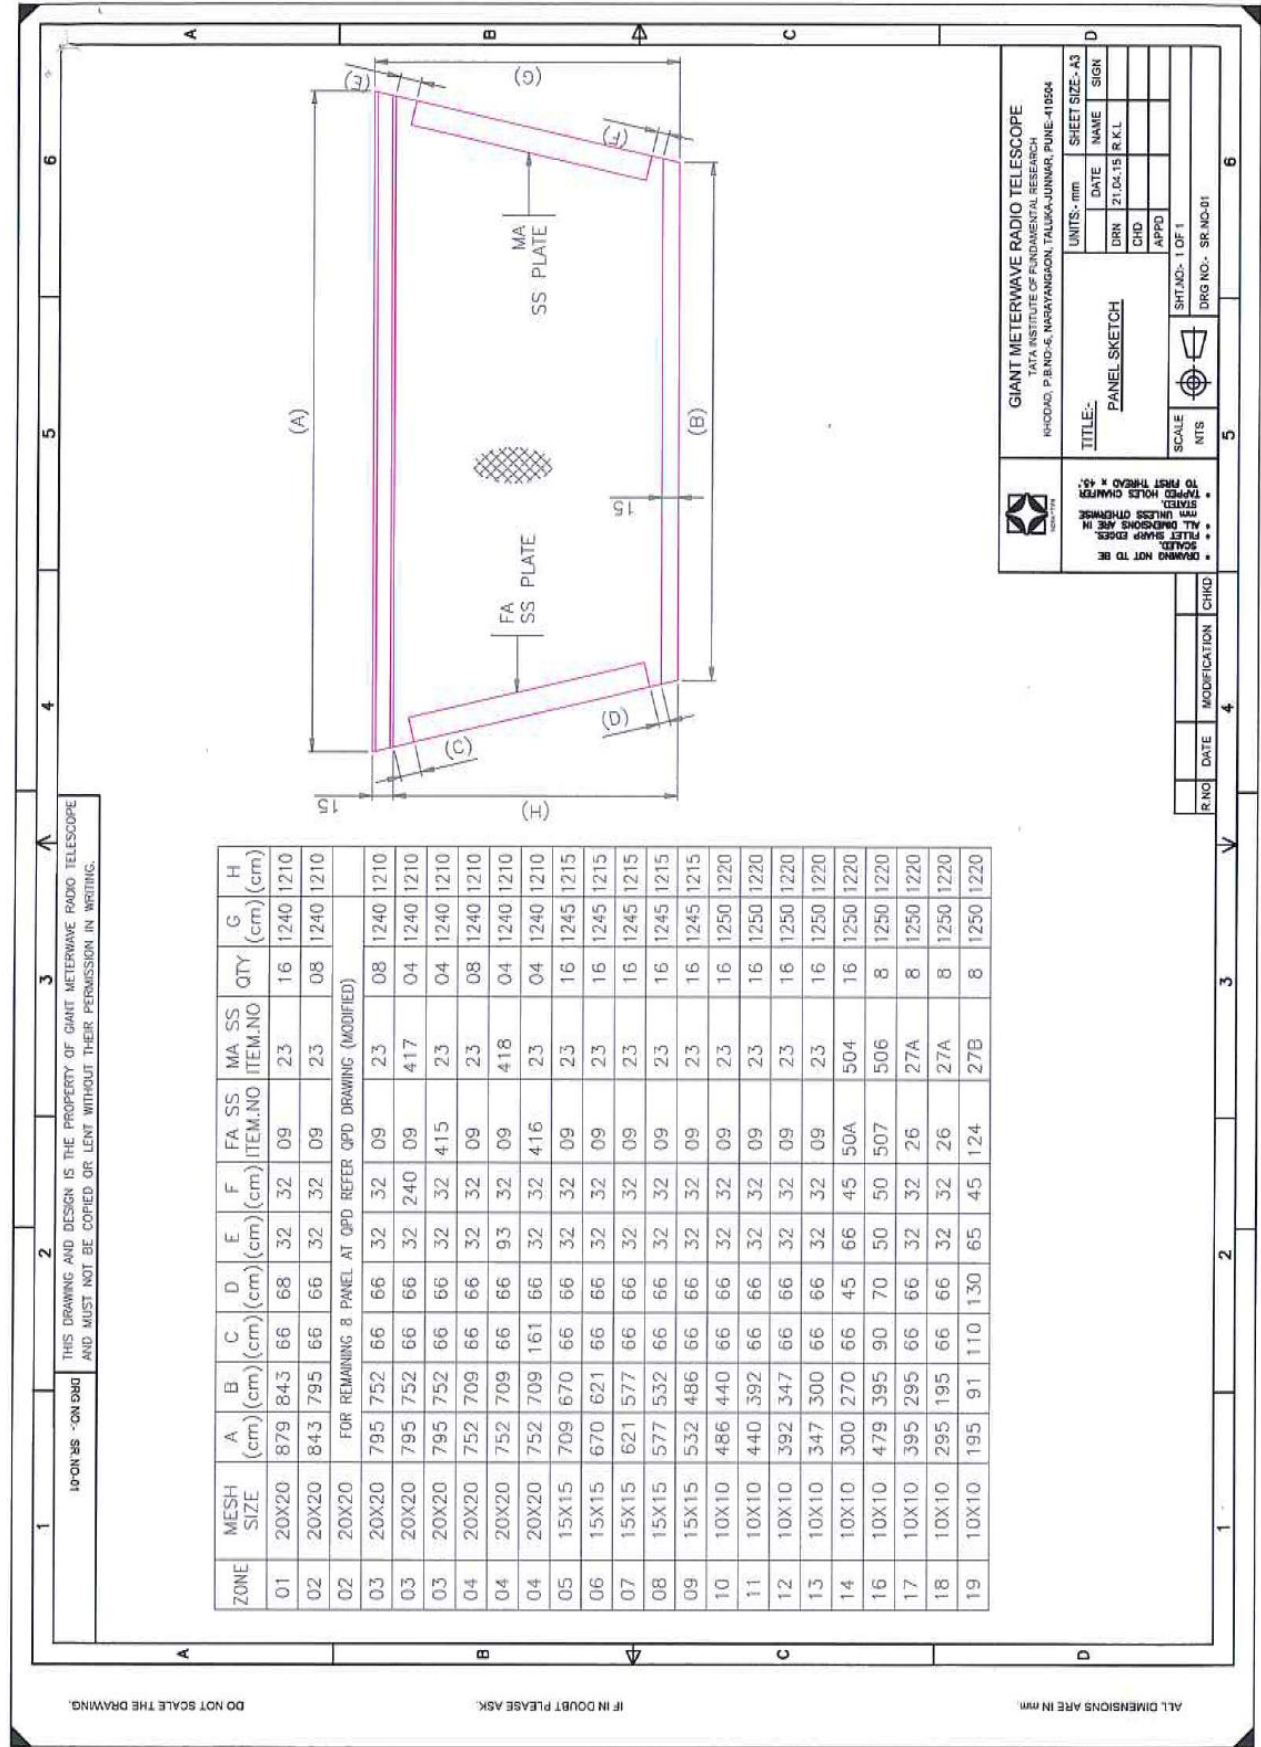 1 2 3 4 5 6
DRG NO:- SR.NO-01
THIS DRAWING AND DESIGN IS THE PROPERTY OF GIANT METERWAVE RADIO TELESCOPE
AND MUST NOT BE COPIED OR LENT WITHOUT THEIR PERMISSION IN WRITING.
DO NOT SCALE THE DRAWING.
IF IN DOUBT PLEASE ASK.
ALL DIMENSIONS ARE IN mm
A
B
C
D
ZONE MESH SIZE A (cm) B (cm) C (cm) D (cm) E (cm) F (cm) FA SS ITEM.NO MA SS ITEM.NO QTY G (cm) H (cm)
01 20X20 879 843 66 68 32 32 09 23 16 1240 1210
02 20X20 843 795 66 66 32 32 09 23 08 1240 1210
02 20X20 FOR REMAINING 8 PANEL AT QPD REFER QPD DRAWING (MODIFIED)
03 20X20 795 752 66 66 32 32 09 23 08 1240 1210
03 20X20 795 752 66 66 32 240 09 417 04 1240 1210
03 20X20 795 752 66 66 32 32 415 23 04 1240 1210
04 20X20 752 709 66 66 32 32 09 23 08 1240 1210
04 20X20 752 709 66 66 93 32 09 418 04 1240 1210
04 20X20 752 709 161 66 32 32 416 23 04 1240 1210
05 15X15 709 670 66 66 32 32 09 23 16 1245 1215
06 15X15 670 621 66 66 32 32 09 23 16 1245 1215
07 15X15 621 577 66 66 32 32 09 23 16 1245 1215
08 15X15 577 532 66 66 32 32 09 23 16 1245 1215
09 15X15 532 486 66 66 32 32 09 23 16 1245 1215
10 10X10 486 440 66 66 32 32 09 23 16 1250 1220
11 10X10 440 392 66 66 32 32 09 23 16 1250 1220
12 10X10 392 347 66 66 32 32 09 23 16 1250 1220
13 10X10 347 300 66 66 32 32 09 23 16 1250 1220
14 10X10 300 270 66 45 66 45 50A 504 16 1250 1220
16 10X10 479 395 90 70 50 50 507 506 8 1250 1220
17 10X10 395 295 66 66 32 32 26 27A 8 1250 1220
18 10X10 295 195 66 66 32 32 26 27A 8 1250 1220
19 10X10 195 91 110 130 65 45 124 27B 8 1250 1220
(A)
15
(E)
(C)
(H)
(G)
FA
SS PLATE
MA
SS PLATE
(D)
15
(F)
(B)
GIANT METERWAVE RADIO TELESCOPE
TATA INSTITUTE OF FUNDAMENTAL RESEARCH
KHODAD, P.B.NO:-6, NARAYANGAON, TALUKA-JUNNAR, PUNE-410504
* DRAWING NOT TO BE
SCALED.
* FILLET SHARP EDGES.
* ALL DIMENSIONS ARE IN
mm UNLESS OTHERWISE
STATED.
* TAPPED HOLES CHAMFER
TO FIRST THREAD x 45°.
TITLE:-
PANEL SKETCH
UNITS:- mm SHEET SIZE:- A3
DATE NAME SIGN
DRN 21.04.15 R.K.L
CHD
APPD
SCALE
NTS
SHT.NO:- 1 OF 1
DRG NO:- SR.NO-01
R.NO DATE MODIFICATION CHKD
A
B
C
D
1 2 3 4 5 6